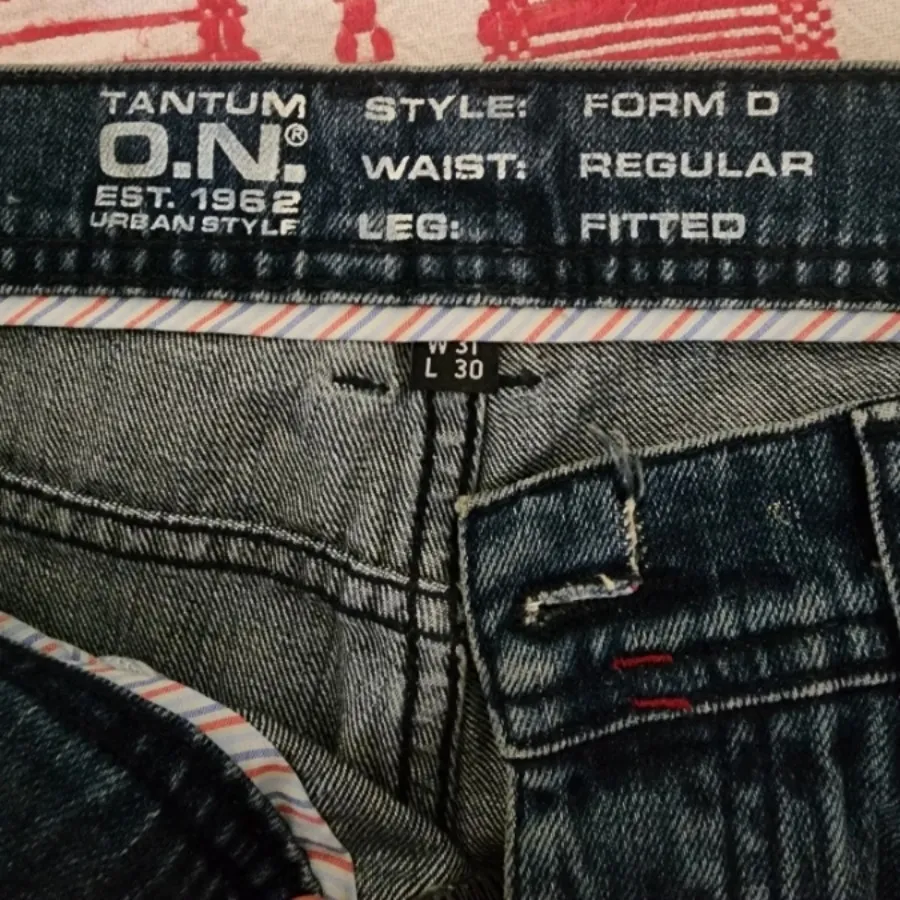 TANTUM
O.N.®
EST. 1962
URBAN STYLE
STYLE: FORM D
WAIST: REGULAR
LEG: FITTED
W 31
L 30